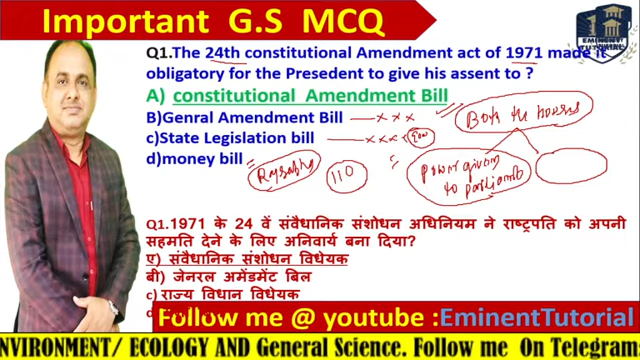 Important G.S MCQ
EMINENT
TUTORIAL
Q1.The 24th constitutional Amendment act of 1971 made it
obligatory for the Presedent to give his assent to ?
A) constitutional Amendment Bill
B)Genral Amendment Bill
Both the houses
c)State Legislation bill
Gov
d)money bill
Rajsabha
110
Power given
to parliament
Q1.1971 के 24 वें संवैधानिक संशोधन अधिनियम ने राष्ट्रपति को अपनी
सहमति देने के लिए अनिवार्य बना दिया?
ए) संवैधानिक संशोधन विधेयक
बी) जेनरल अमेंडमेंट बिल
c) राज्य विधान विधेयक
Follow me @ youtube :EminentTutorial
NVIRONMENT/ ECOLOGY AND General Science. Follow me On Telegram